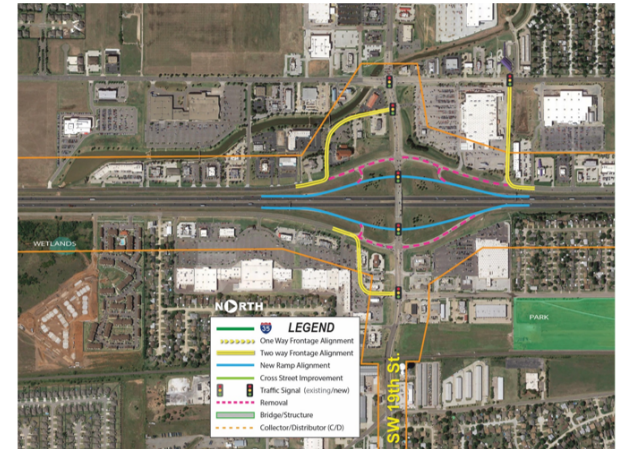 WETLANDS
NORTH
PARK
35 LEGEND
One Way Frontage Alignment
Two way Frontage Alignment
New Ramp Alignment
Cross Street Improvement
Traffic Signal (existing/new)
Removal
Bridge/Structure
Collector/Distributor (C/D)
SW 19th St.